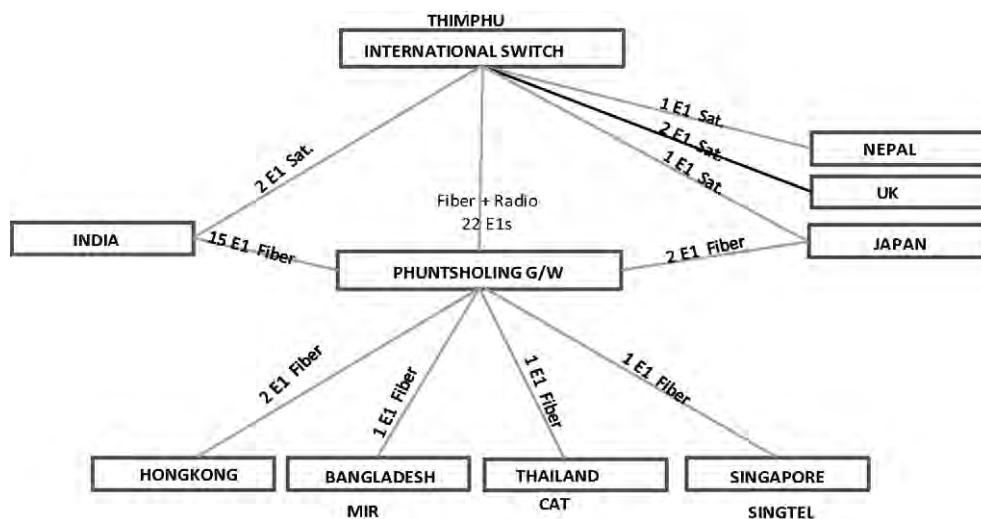 THIMPHU
INTERNATIONAL SWITCH
1 E1 Sat.
2 E1 Sat.
1 E1 Sat.
2 E1 Sat.
NEPAL
UK
Fiber + Radio
22 E1s
INDIA
15 E1 Fiber
2 E1 Fiber
JAPAN
PHUNTSHOLING G/W
2 E1 Fiber
1 E1 Fiber
1 E1 Fiber
1 E1 Fiber
HONGKONG
BANGLADESH
THAILAND
SINGAPORE
MIR
CAT
SINGTEL